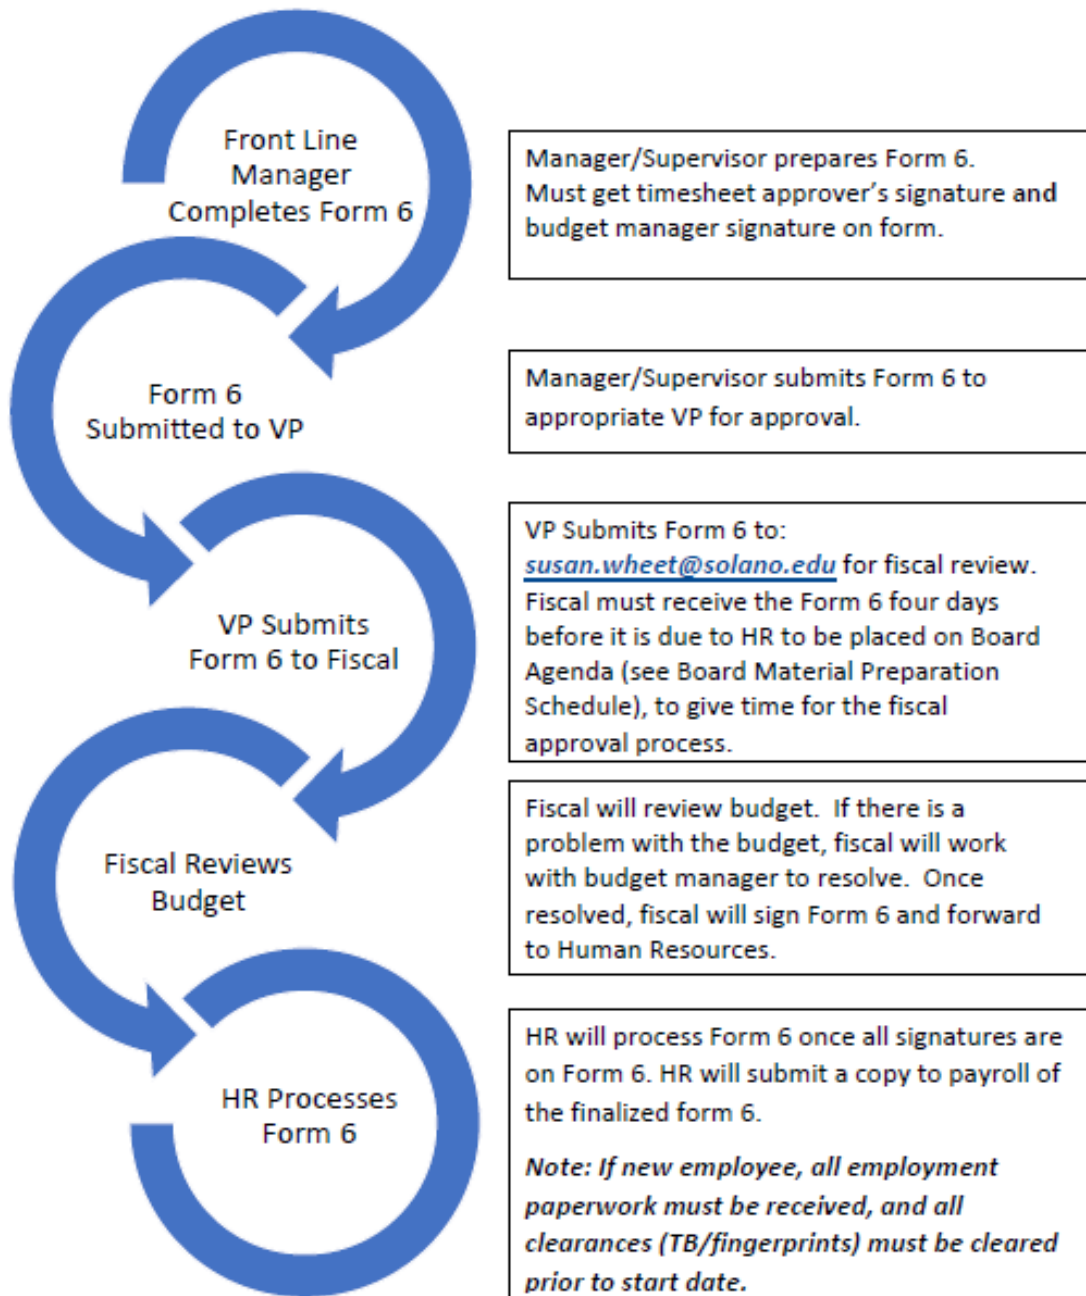 Front Line
Manager
Completes Form 6
Manager/Supervisor prepares Form 6.
Must get timesheet approver's signature and
budget manager signature on form.
Form 6
Submitted to VP
Manager/Supervisor submits Form 6 to
appropriate VP for approval.
VP Submits
Form 6 to Fiscal
VP Submits Form 6 to:
susan.wheet@solano.edu for fiscal review.
Fiscal must receive the Form 6 four days
before it is due to HR to be placed on Board
Agenda (see Board Material Preparation
Schedule), to give time for the fiscal
approval process.
Fiscal Reviews
Budget
Fiscal will review budget.  If there is a
problem with the budget, fiscal will work
with budget manager to resolve.  Once
resolved, fiscal will sign Form 6 and forward
to Human Resources.
HR Processes
Form 6
HR will process Form 6 once all signatures are
on Form 6. HR will submit a copy to payroll of
the finalized form 6.
Note: If new employee, all employment
paperwork must be received, and all
clearances (TB/fingerprints) must be cleared
prior to start date.